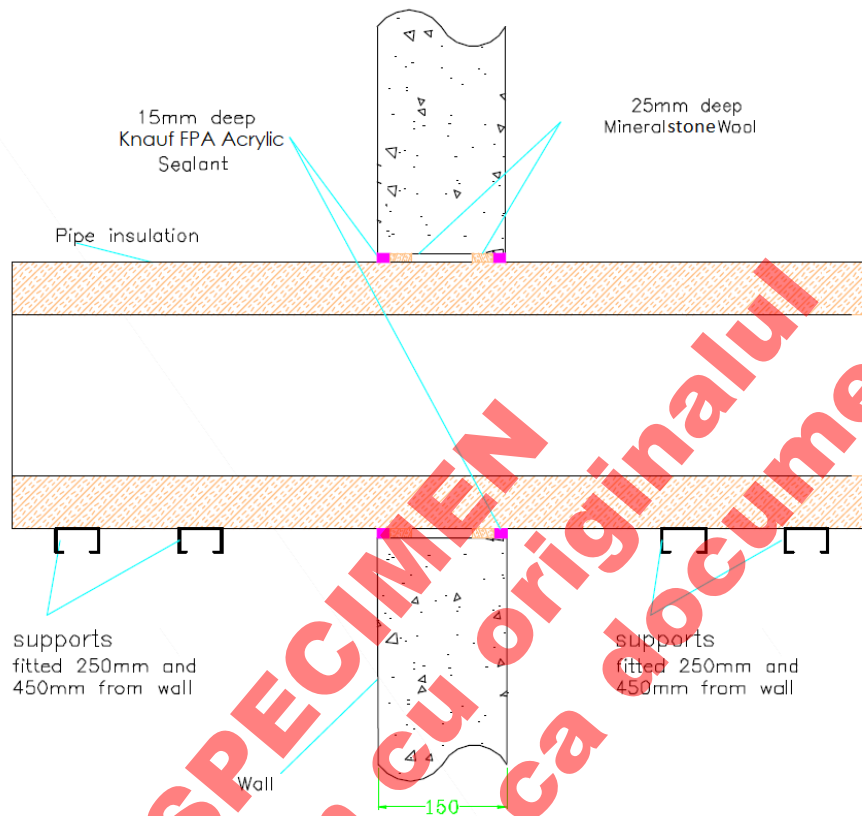 15mm deep
Knauf FPA Acrylic
Sealant
25mm deep
MineralstoneWool
Pipe insulation
supports
fitted 250mm and
450mm from wall
supports
fitted 250mm and
450mm from wall
Wall
150
SPECIMEN
cu originalul
ca docume